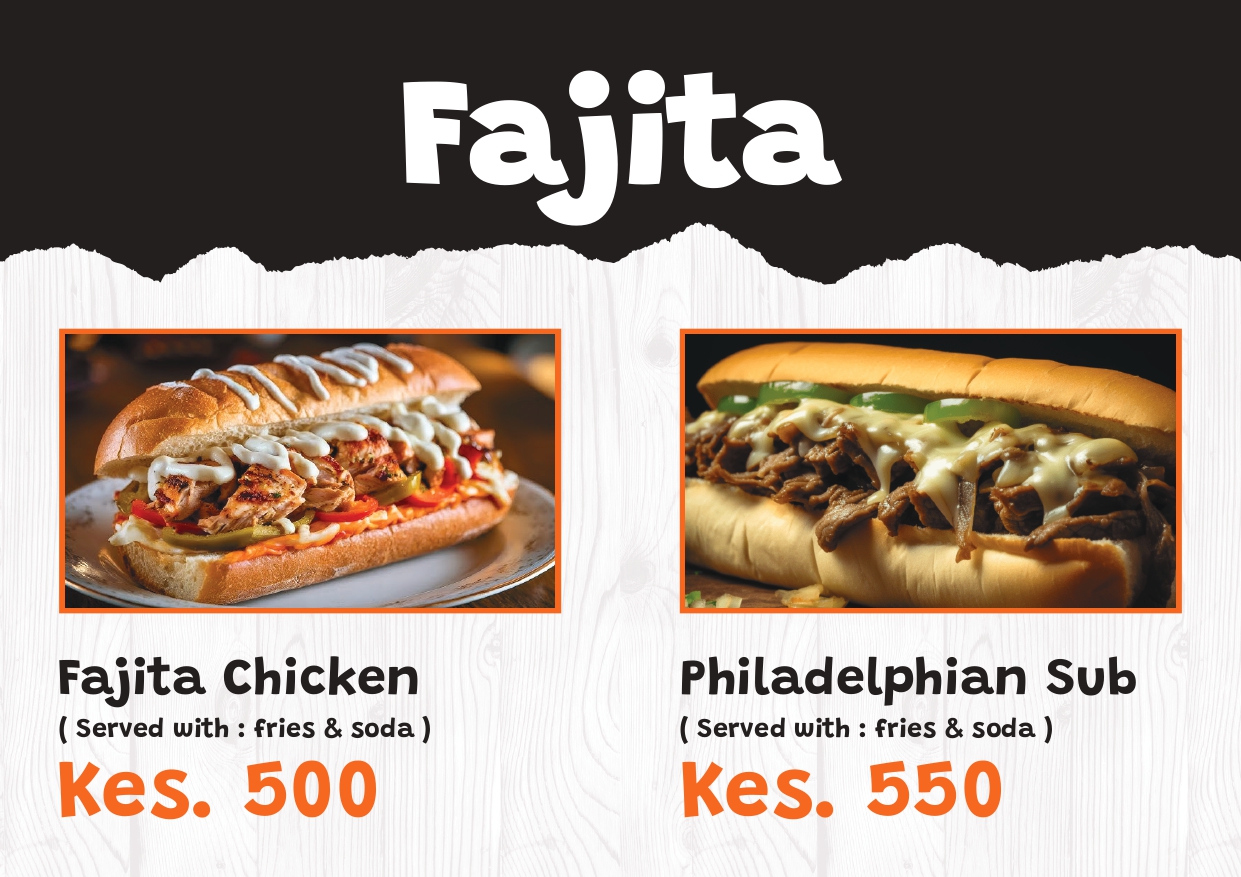 Fajita
Fajita Chicken
( Served with : fries & soda )
Kes. 500
Philadelphian Sub
( Served with : fries & soda )
Kes. 550